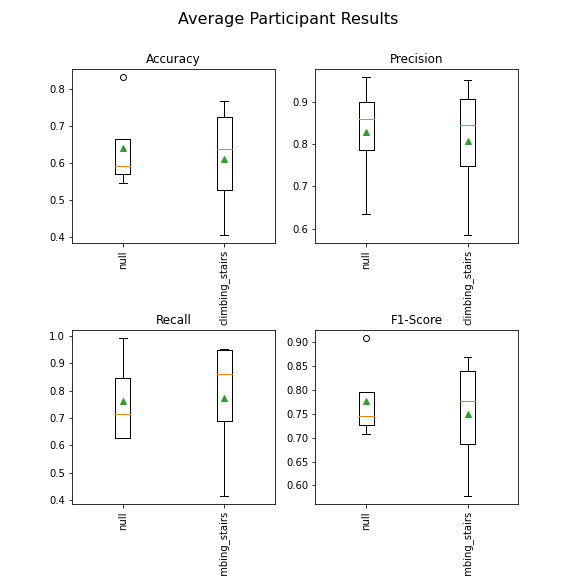 Average Participant Results
Accuracy
0.8
0.7
0.6
0.5
0.4
null
climbing_stairs
Precision
0.9
0.8
0.7
0.6
null
climbing_stairs
Recall
1.0
0.9
0.8
0.7
0.6
0.5
0.4
null
mbing_stairs
F1-Score
0.90
0.85
0.80
0.75
0.70
0.65
0.60
null
mbing_stairs